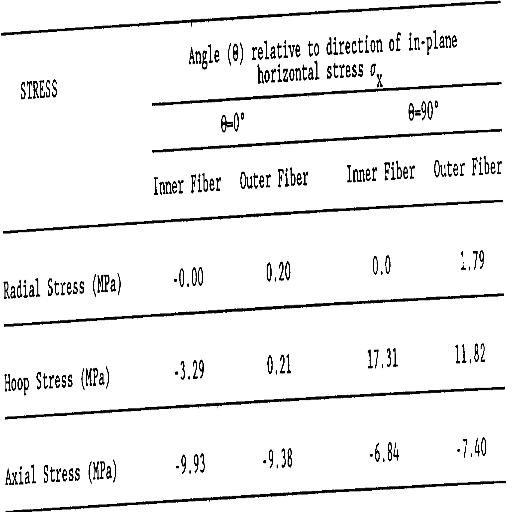 Angle (θ) relative to direction of in-plane
horizontal stress σx
STRESS
θ=0° θ=90°
Inner Fiber Outer Fiber Inner Fiber Outer Fiber
Radial Stress (MPa) -0.00 0.20 0.0 1.79
Hoop Stress (MPa) -3.29 0.21 17.31 11.82
Axial Stress (MPa) -9.93 -9.38 -6.84 -7.40